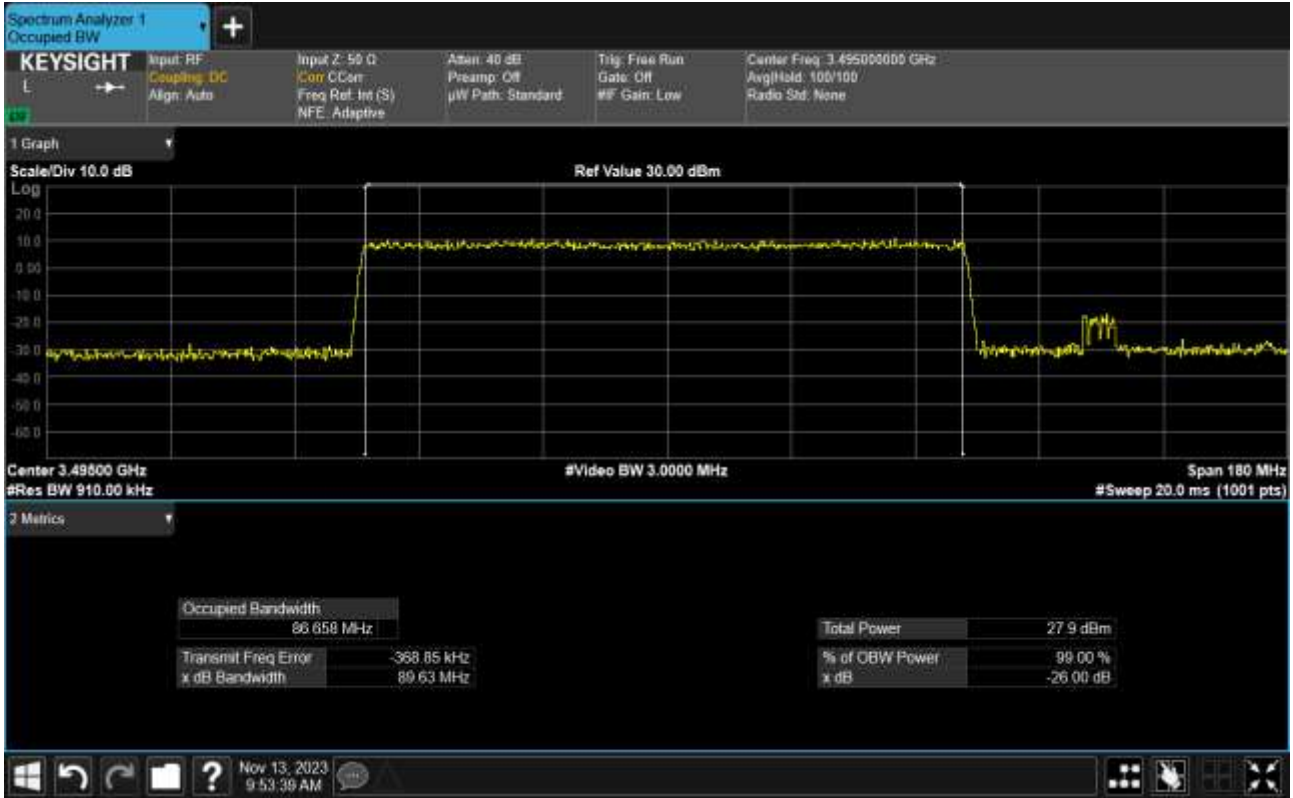 Spectrum Analyzer 1
Occupied BW
+
KEYSIGHT
L
Input: RF
Coupling: DC
Align: Auto
Input Z: 50 Ω
Corr CCorr
Freq Ref: Int (S)
NFE: Adaptive
Atten: 40 dB
Preamp: Off
µW Path: Standard
Trig: Free Run
Gate: Off
#IF Gain: Low
Center Freq: 3.495000000 GHz
Avg|Hold: 100/100
Radio Std: None
1 Graph
Scale/Div 10.0 dB
Ref Value 30.00 dBm
Log
20.0
10.0
0.00
-10.0
-20.0
-30.0
-40.0
-50.0
-60.0
Center 3.49500 GHz
#Video BW 3.0000 MHz
Span 180 MHz
#Res BW 910.00 kHz
#Sweep 20.0 ms (1001 pts)
2 Metrics
Occupied Bandwidth
86.658 MHz
Total Power 27.9 dBm
Transmit Freq Error -368.85 kHz
% of OBW Power 99.00 %
x dB Bandwidth 89.63 MHz
x dB -26.00 dB
?
Nov 13, 2023
9:53:39 AM